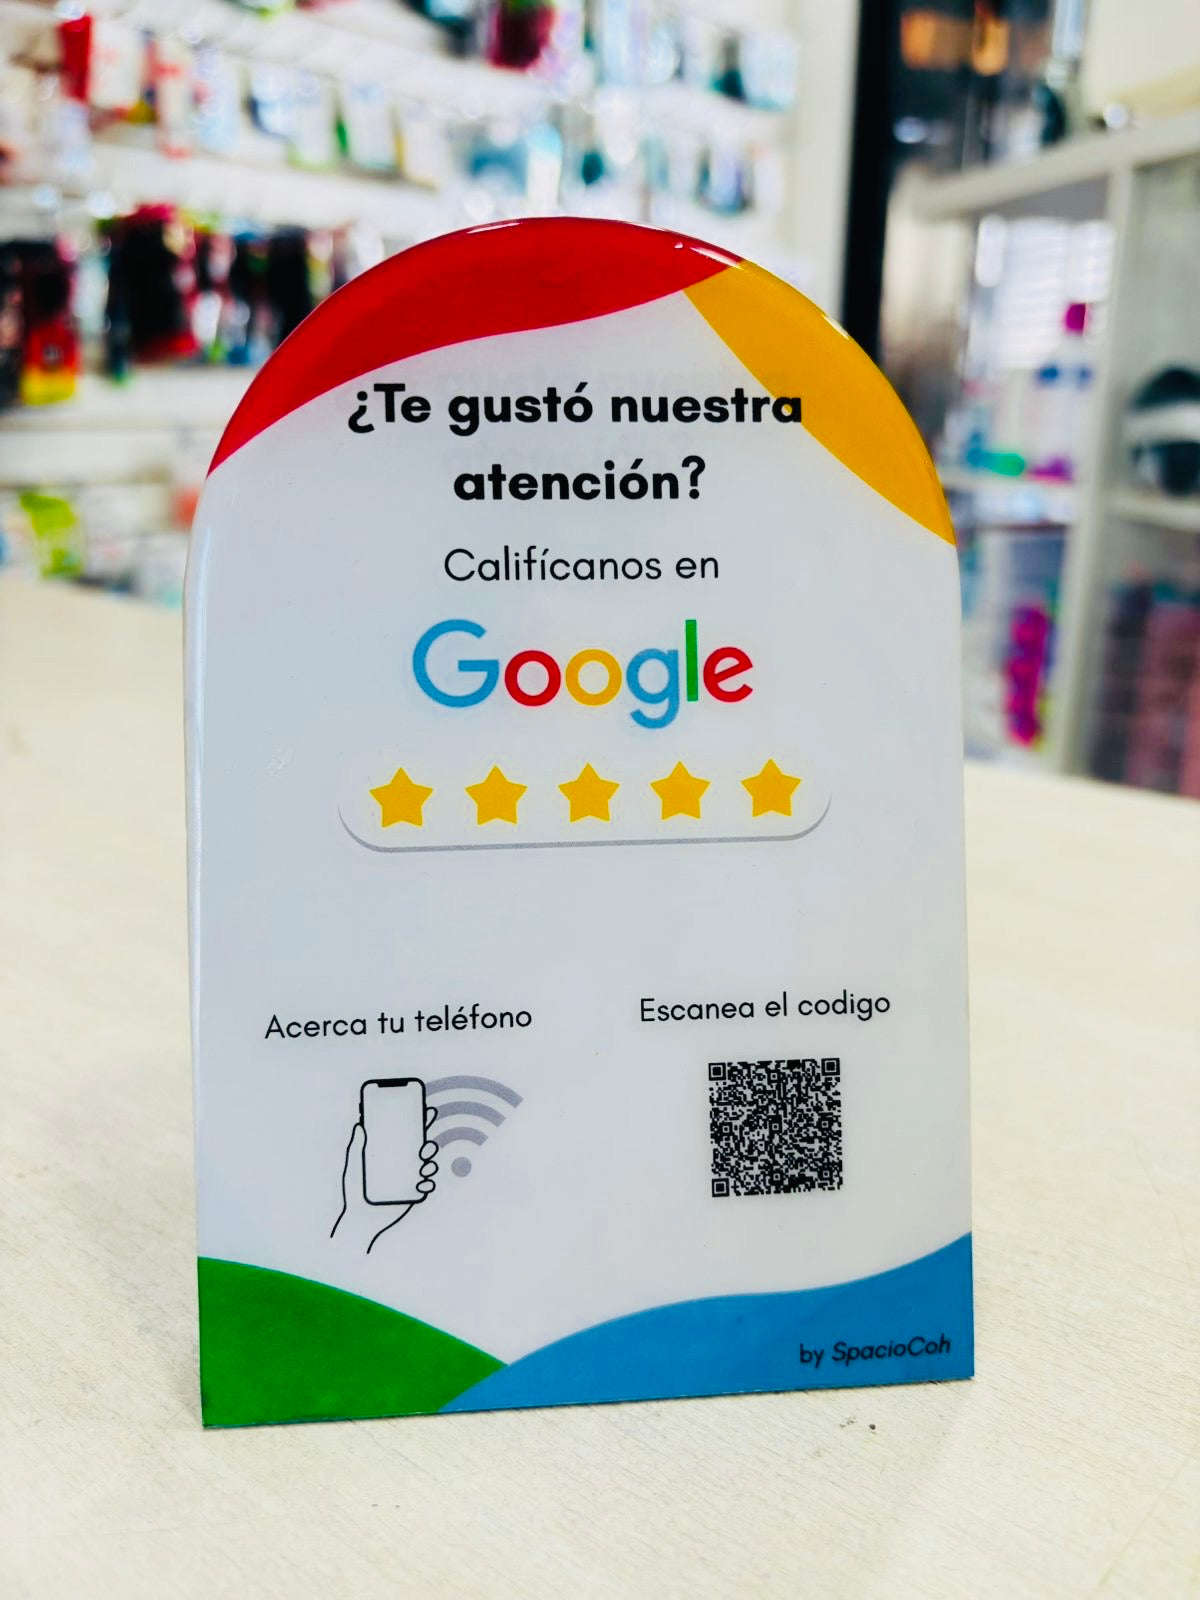 ¿Te gustó nuestra
atención?
Califícanos en
Google
Acerca tu teléfono
Escanea el codigo
by SpacioCoh